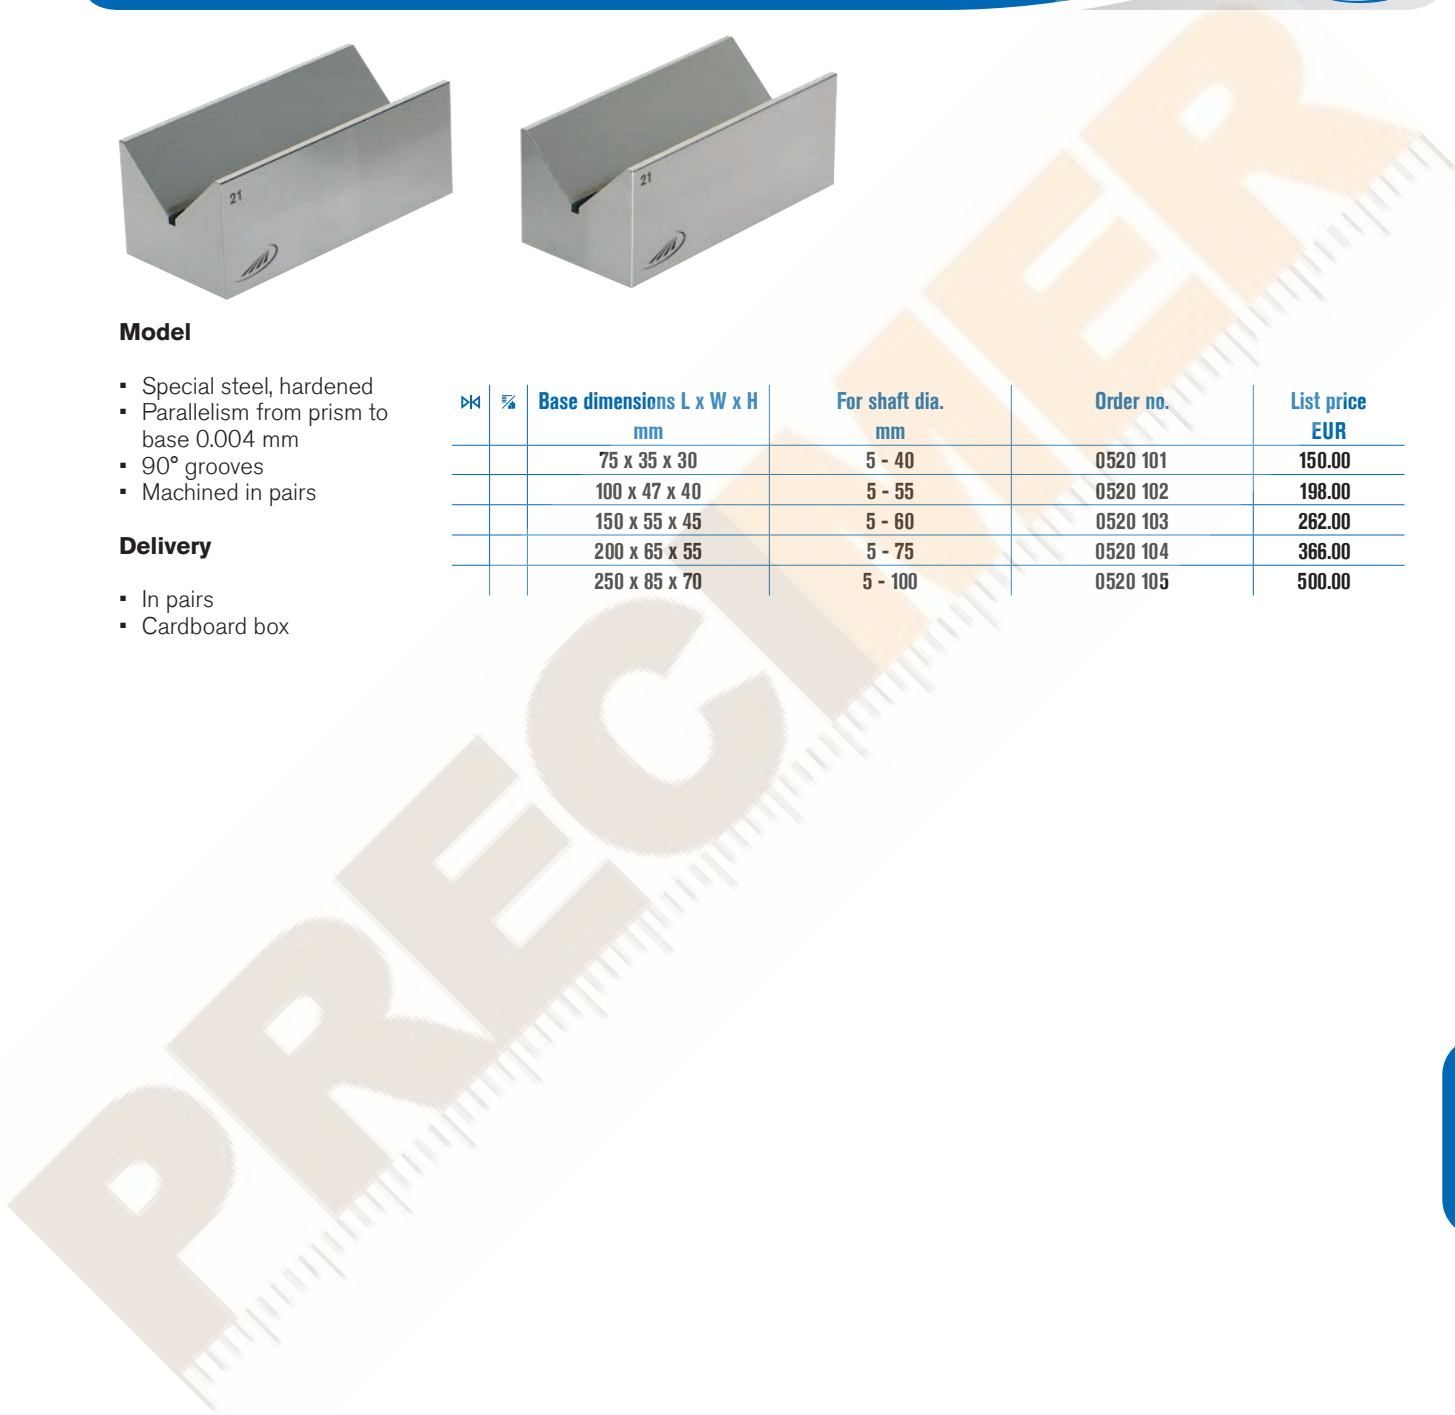 21
21
Model
▪ Special steel, hardened
▪ Parallelism from prism to
base 0.004 mm
▪ 90° grooves
▪ Machined in pairs
Delivery
▪ In pairs
▪ Cardboard box
Base dimensions L x W x H For shaft dia. Order no. List price
mm mm EUR
75 x 35 x 30 5 - 40 0520 101 150.00
100 x 47 x 40 5 - 55 0520 102 198.00
150 x 55 x 45 5 - 60 0520 103 262.00
200 x 65 x 55 5 - 75 0520 104 366.00
250 x 85 x 70 5 - 100 0520 105 500.00
PRECIMER